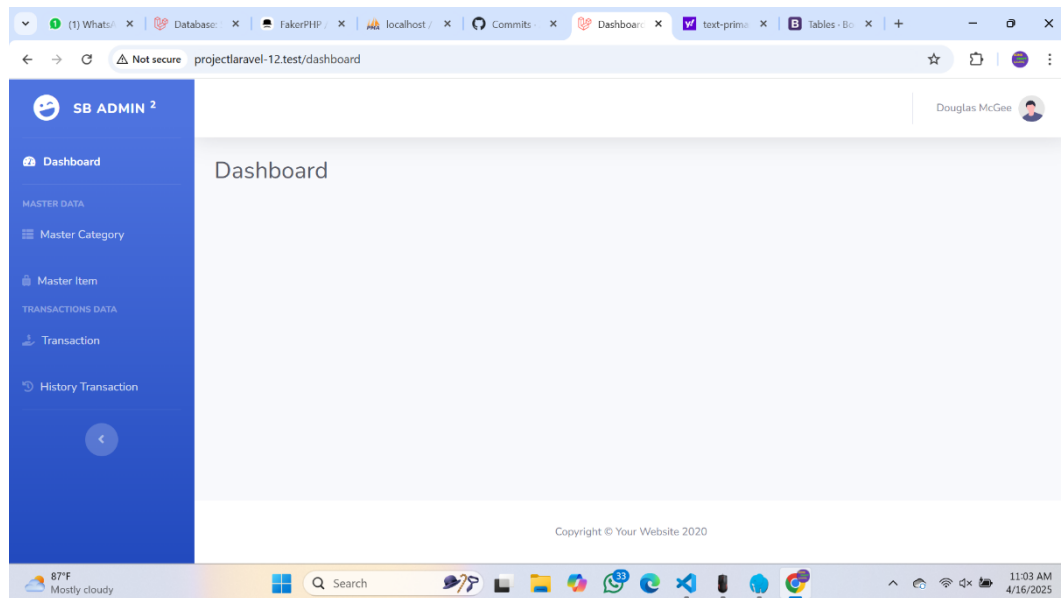 (1) WhatsA
Database:
FakerPHP /
localhost /
Commits ·
Dashboard
text-prima
Tables · Bo
Not secure
projectlaravel-12.test/dashboard
SB ADMIN 2
Douglas McGee
Dashboard
Dashboard
MASTER DATA
Master Category
Master Item
TRANSACTIONS DATA
Transaction
History Transaction
Copyright © Your Website 2020
87°F
Mostly cloudy
Search
33
11:03 AM
4/16/2025